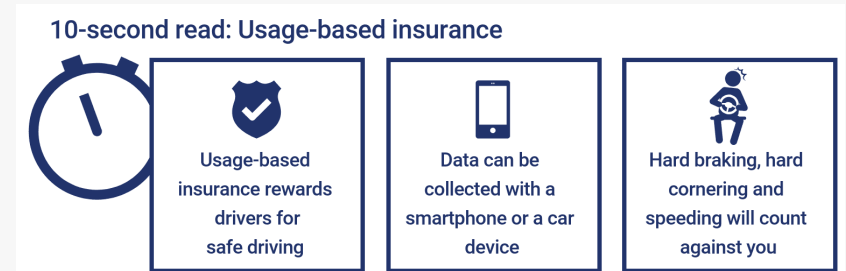 10-second read: Usage-based insurance
Usage-based
insurance rewards
drivers for
safe driving
Data can be
collected with a
smartphone or a car
device
Hard braking, hard
cornering and
speeding will count
against you